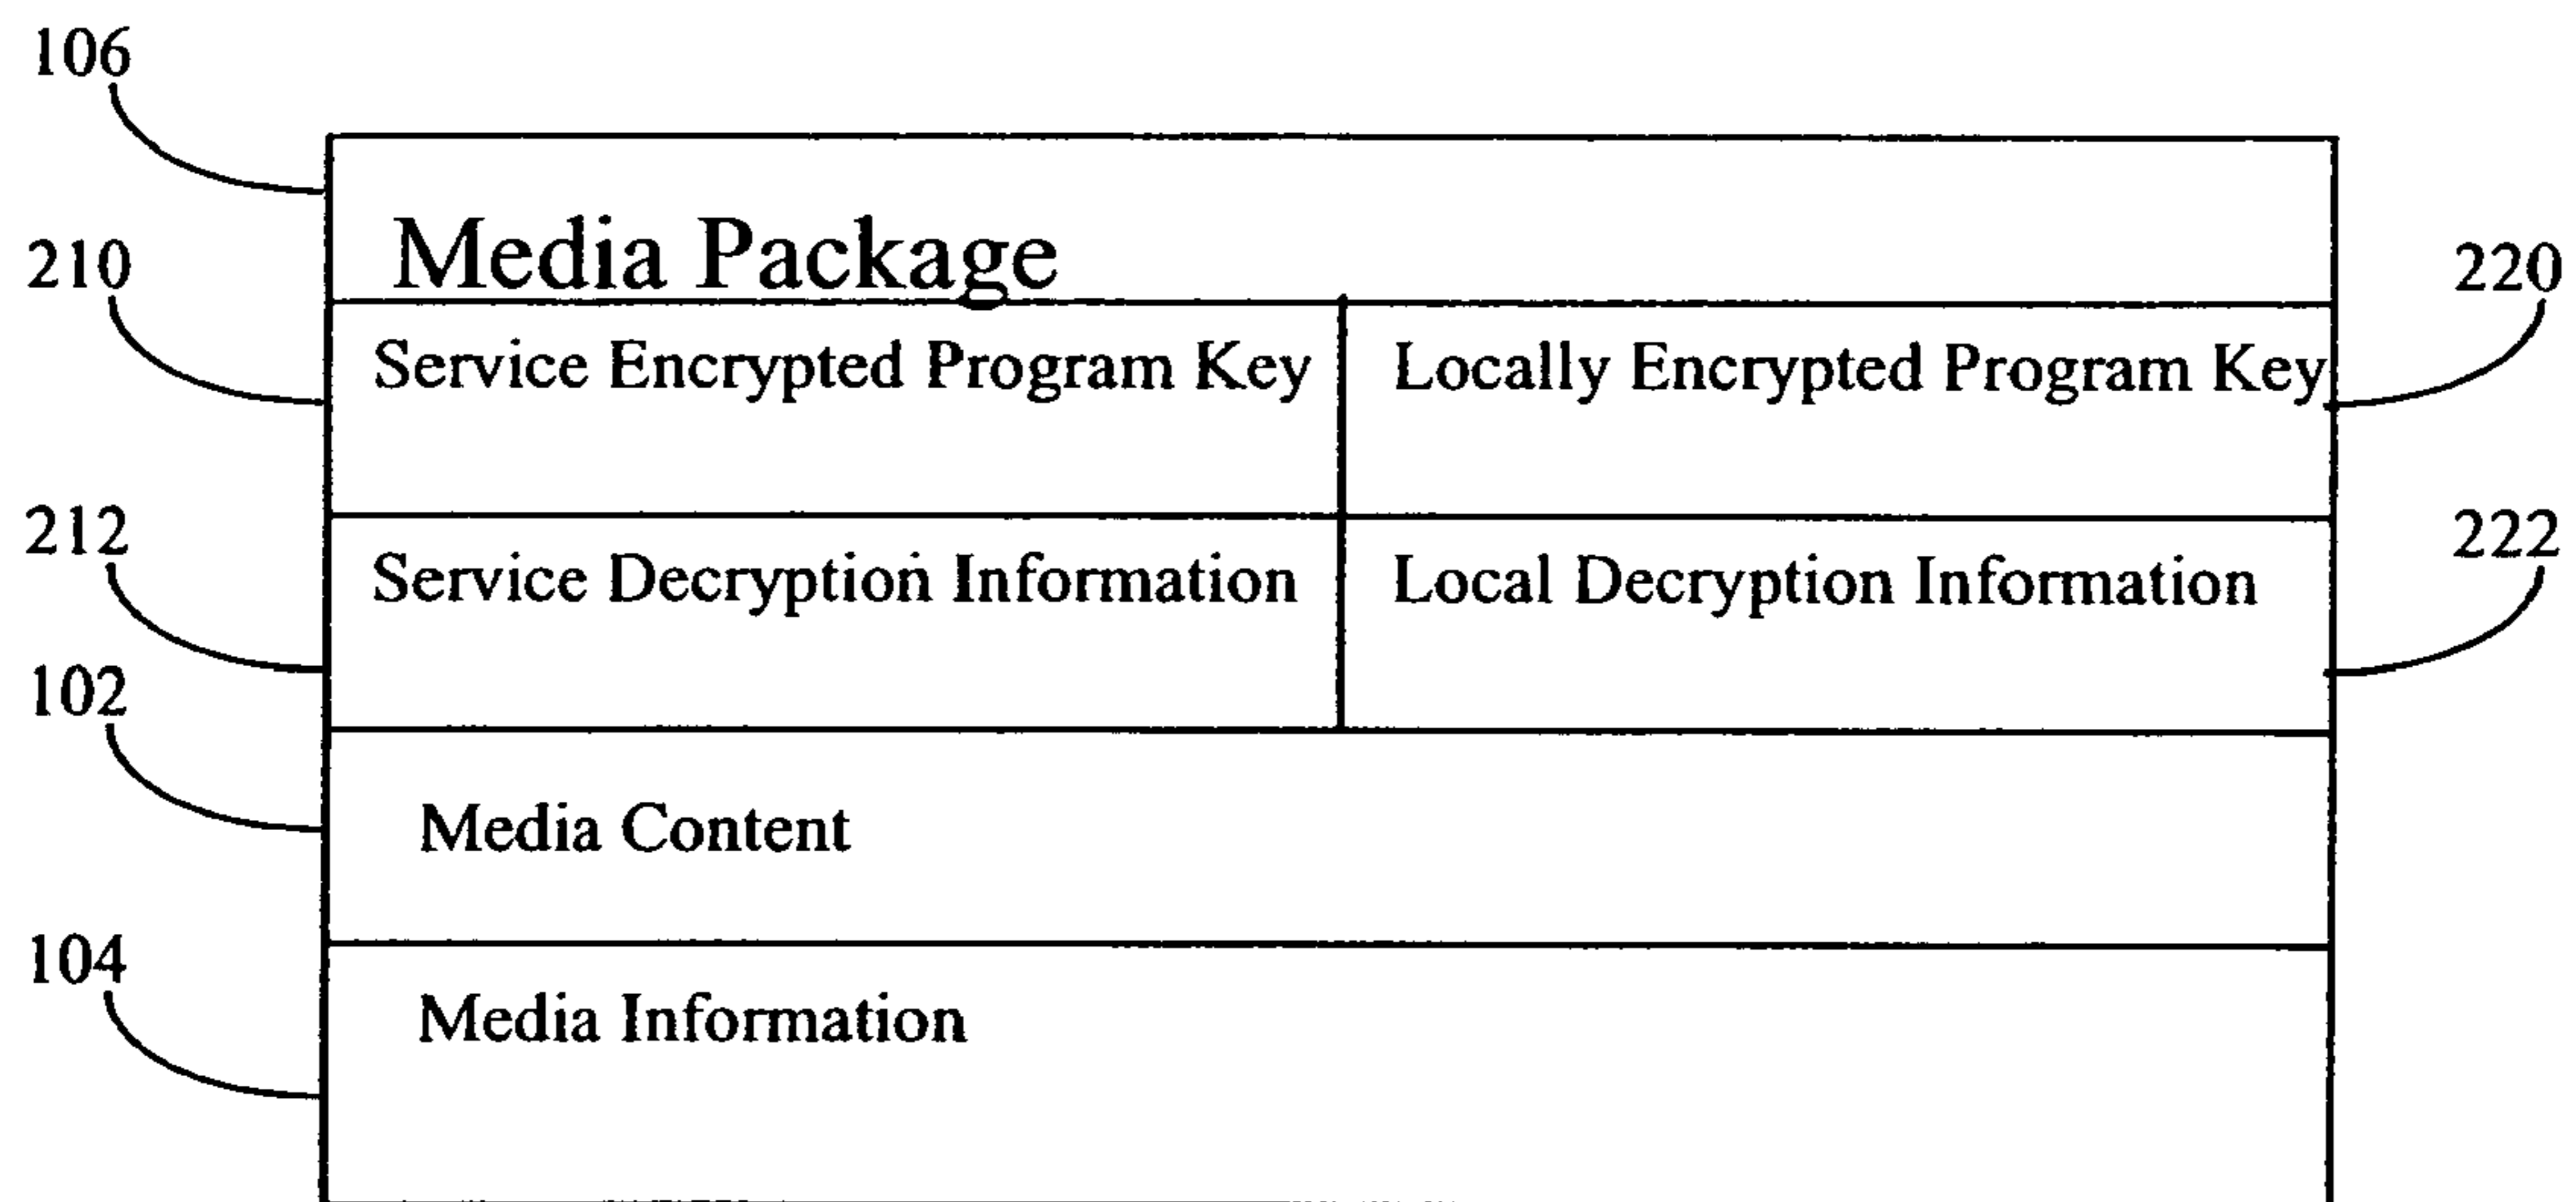 106
Media Package
210
220
Service Encrypted Program Key
Locally Encrypted Program Key
212
222
Service Decryption Information
Local Decryption Information
102
Media Content
104
Media Information